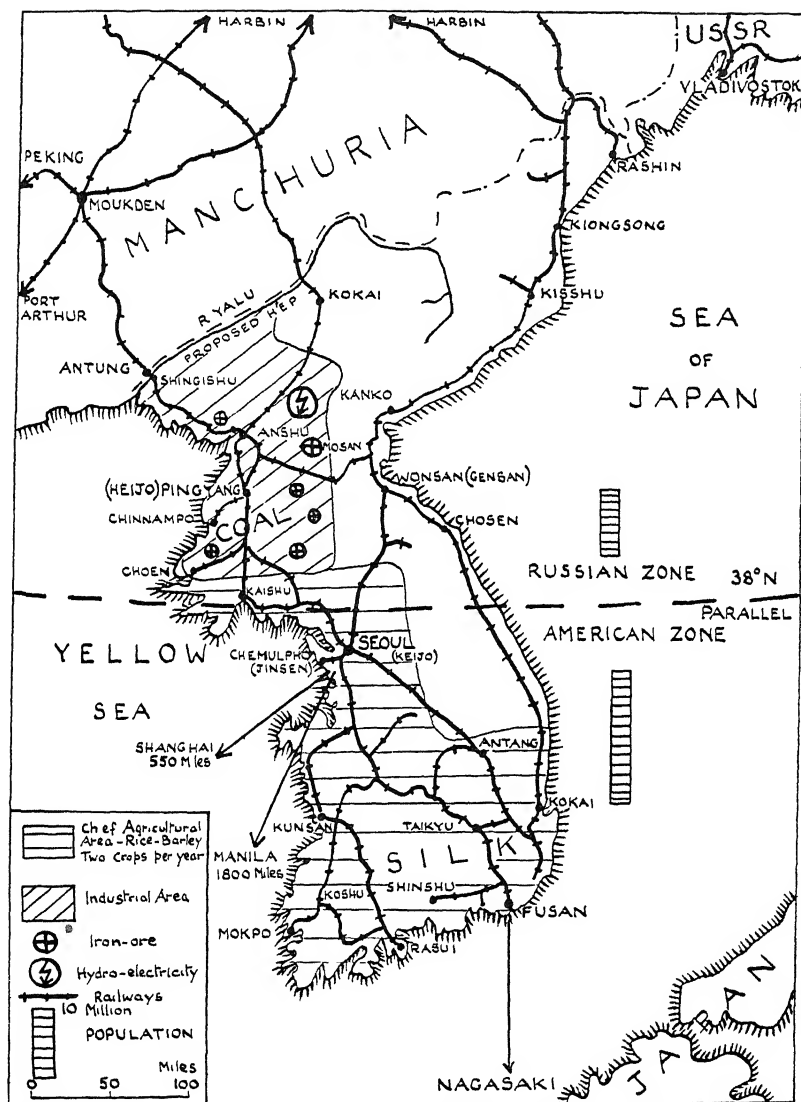 HARBIN
HARBIN
USSR
VLADIVOSTOK
PEKING
MOUKDEN
MANCHURIA
RASHIN
KIONGSONG
PORT
ARTHUR
R YALU
PROPOSED HEP
KOKAI
KISSHU
SEA
OF
JAPAN
ANTUNG
SHINGISHU
KANKO
ANSHU
MOSAN
(HEIJO) PINGYANG
WONSAN (GENSAN)
CHINNAMPO
COAL
CHOSEN
CHOEN
RUSSIAN ZONE
38°N
KAISHU
PARALLEL
AMERICAN ZONE
YELLOW
SEA
SEOUL
(KEIJO)
CHEMULPHO
(JINSEN)
SHANGHAI
550 Miles
ANTANG
KOKAI
KUNSAN
TAIKYU
MANILA
1800 Miles
SILK
SHINSHU
KOSHU
FUSAN
MOKPO
RASUI
NAGASAKI
JAPAN
Chef Agricultural
Area-Rice-Barley
Two Crops per year
Industrial Area
Iron-ore
Hydro-electricity
Railways
10 Million
POPULATION
Miles
0 50 100